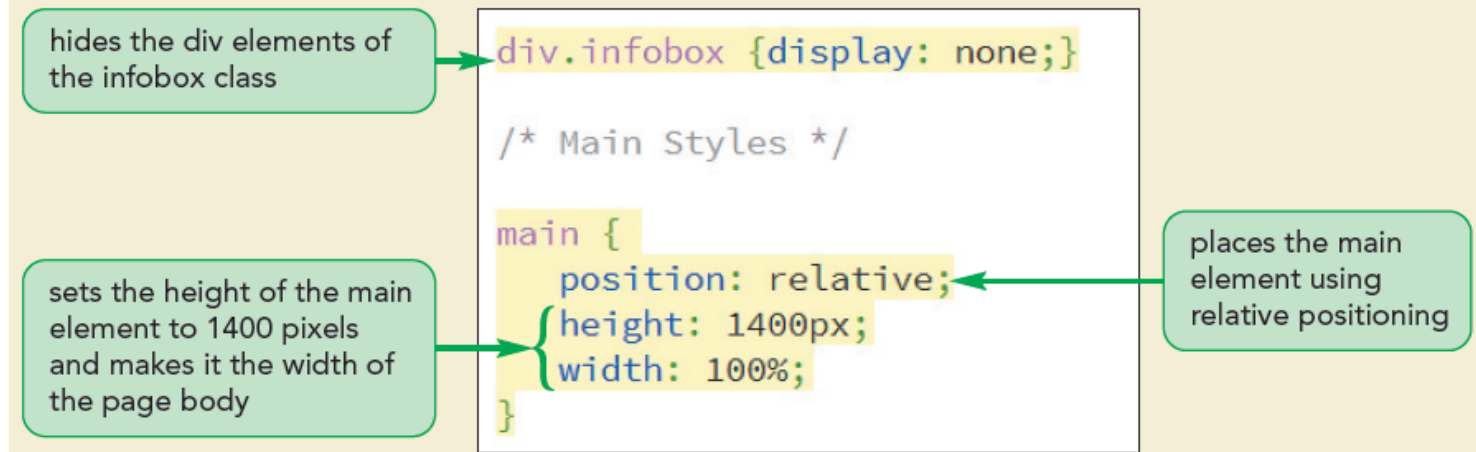 hides the div elements of
the infobox class
div.infobox {display: none;}
/* Main Styles */
main {
position: relative;
height: 1400px;
width: 100%;
}
sets the height of the main
element to 1400 pixels
and makes it the width of
the page body
places the main
element using
relative positioning